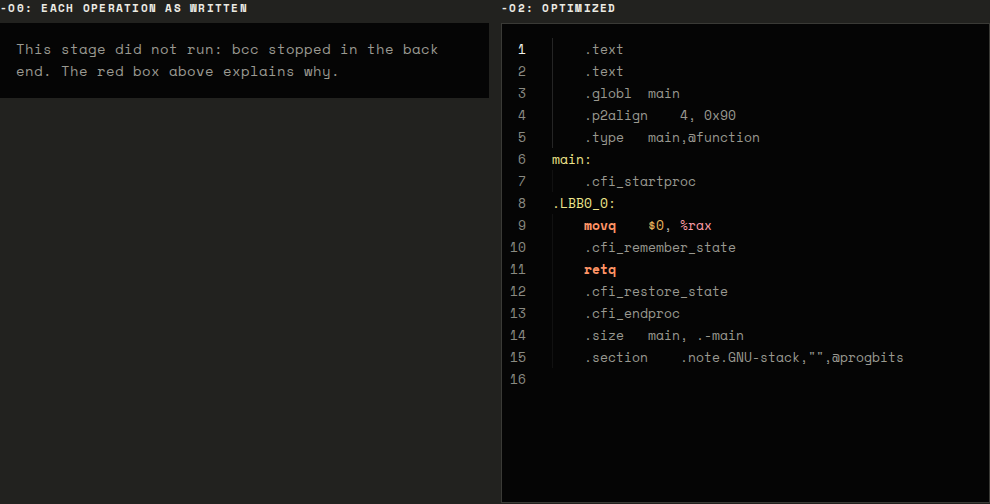 -O0: EACH OPERATION AS WRITTEN
This stage did not run: bcc stopped in the back
end. The red box above explains why.
-O2: OPTIMIZED
1 .text
2 .text
3 .globl main
4 .p2align 4, 0x90
5 .type main,@function
6 main:
7 .cfi_startproc
8 .LBB0_0:
9 movq $0, %rax
10 .cfi_remember_state
11 retq
12 .cfi_restore_state
13 .cfi_endproc
14 .size main, .-main
15 .section .note.GNU-stack,"",@progbits
16